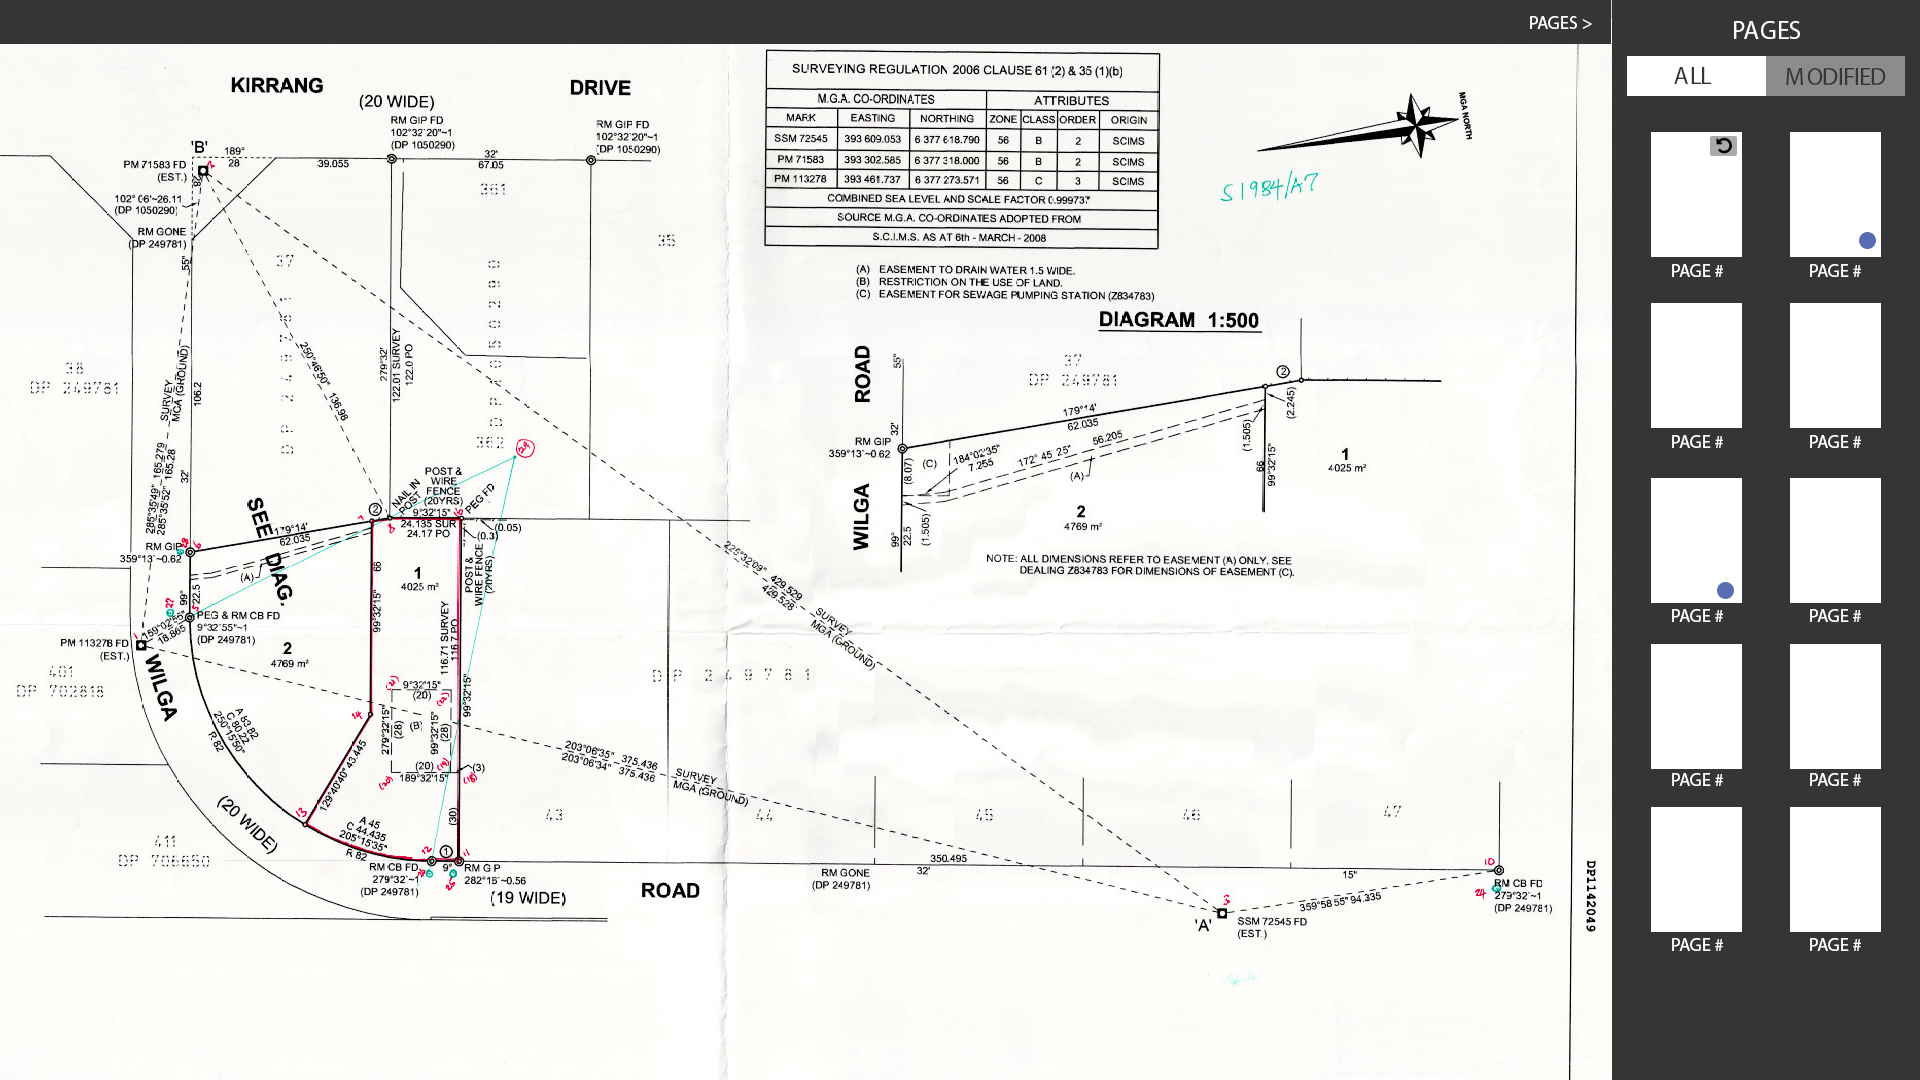 PAGES >
PAGES
ALL
MODIFIED
PAGE #
PAGE #
PAGE #
PAGE #
PAGE #
PAGE #
PAGE #
PAGE #
PAGE #
PAGE #
KIRRANG
(20 WIDE)
DRIVE
RM GIP FD
102°32'20"~1
(DP 1050290)
RM GIP FD
102°32'20"~1
(DP 1050290)
'B'
189°
28
39.055
32'
67.05
PM 71583 FD
(EST.)
102° 06'~26.11
(DP 1050290)
RM GONE
(DP 249781)
361
35
37
DP 249781
DP 1050290
362
38
DP 249781
55"
SURVEY
MGA (GROUND)
106.2
32'
285°35'49" 165.279
285°35'52" 165.28
250°46'50" 136.98
279°32'
122.01 SURVEY
122.0 PO
POST &
WIRE
FENCE
(20YRS)
NAIL IN
POST
PEG FD
9°32'15"
24.135 SUR
24.17 PO
(0.05)
(0.3)
SEE DIAG.
179°14'
62.035
RM GIP
359°13'~0.62
(A)
99°
22.5
PEG & RM CB FD
9°32'55"~1
(DP 249781)
159°02'55"
18.865
PM 113278 FD
(EST.)
WILGA
401
DP 702818
2
4769 m²
1
4025 m²
66
99°32'15"
POST &
WIRE FENCE
(20YRS)
116.71 SURVEY
116.7 PO
99°32'15"
9°32'15"
(20)
279°32'15"
(28)
(B)
99°32'15"
(28)
(20)
189°32'15"
(3)
(30)
129°40'40" 43.445
A 83.82
C 80.22
250°15'50"
R 82
A 45
C 44.435
205°15'35"
R 82
(20 WIDE)
411
DP 706650
RM CB FD
279°32'~1
(DP 249781)
9°
RM G P
282°15'~0.56
(19 WIDE)
ROAD
43
44
45
46
47
DP 249781
225°32'09" 429.529
429.528
SURVEY
MGA (GROUND)
203°06'35" 375.436
203°06'34" 375.436
SURVEY
MGA (GROUND)
350.495
32'
15"
RM GONE
(DP 249781)
359°58'55" 94.335
'A'
SSM 72545 FD
(EST.)
RM CB FD
279°32'~1
(DP 249781)
DP1142049
SURVEYING REGULATION 2006 CLAUSE 61 (2) & 35 (1)(b)
M.G.A. CO-ORDINATES ATTRIBUTES
MARK EASTING NORTHING ZONE CLASS ORDER ORIGIN
SSM 72545 393 609.053 6 377 618.790 56 B 2 SCIMS
PM 71583 393 302.585 6 377 318.000 56 B 2 SCIMS
PM 113278 393 461.737 6 377 273.571 56 C 3 SCIMS
COMBINED SEA LEVEL AND SCALE FACTOR 0.999737
SOURCE M.G.A. CO-ORDINATES ADOPTED FROM
S.C.I.M.S. AS AT 6th - MARCH - 2008
MGA NORTH
S1984/A7
(A) EASEMENT TO DRAIN WATER 1.5 WIDE.
(B) RESTRICTION ON THE USE OF LAND.
(C) EASEMENT FOR SEWAGE PUMPING STATION (Z834783)
DIAGRAM 1:500
ROAD
WILGA
55"
32'
37
DP 249781
179°14'
62.035
2
(2.245)
(1.505)
66
99°32'15"
RM GIP
359°13'~0.62
(8.07)
(C)
184°02'35"
7.255
172° 45' 25" 56.205
(A)
99°
22.5
(1.505)
1
4025 m²
2
4769 m²
NOTE: ALL DIMENSIONS REFER TO EASEMENT (A) ONLY. SEE
DEALING Z834783 FOR DIMENSIONS OF EASEMENT (C).